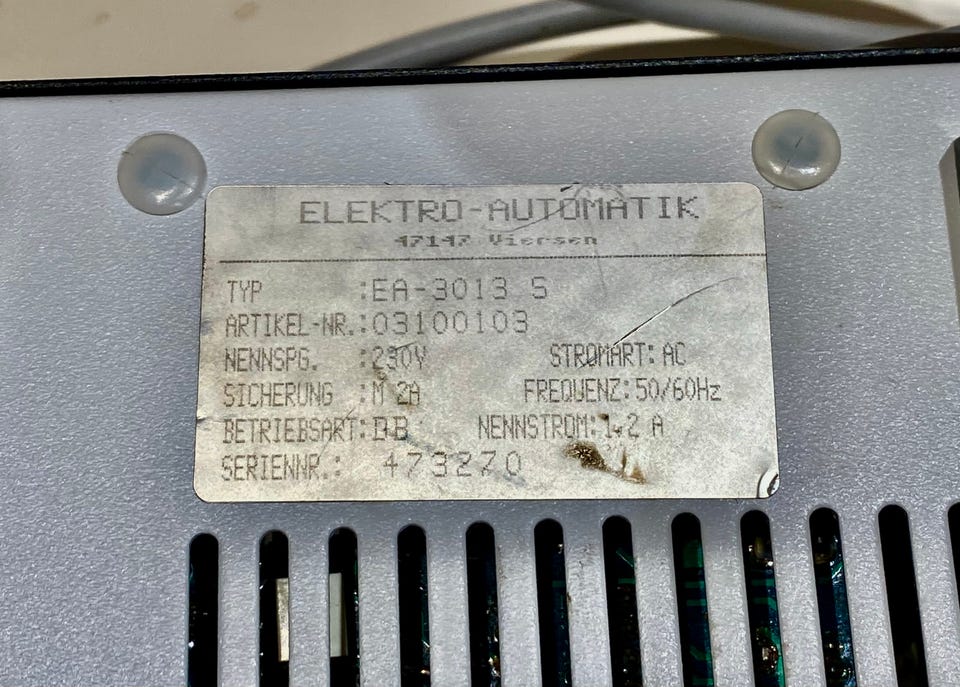 ELEKTRO-AUTOMATIK
47147 Viersen
TYP :EA-3013 S
ARTIKEL-NR.:03100103
NENNSPG. :230V STROMART: AC
SICHERUNG :M 2A FREQUENZ:50/60Hz
BETRIEBSART:DB NENNSTROM:1.2 A
SERIENNR.: 473270